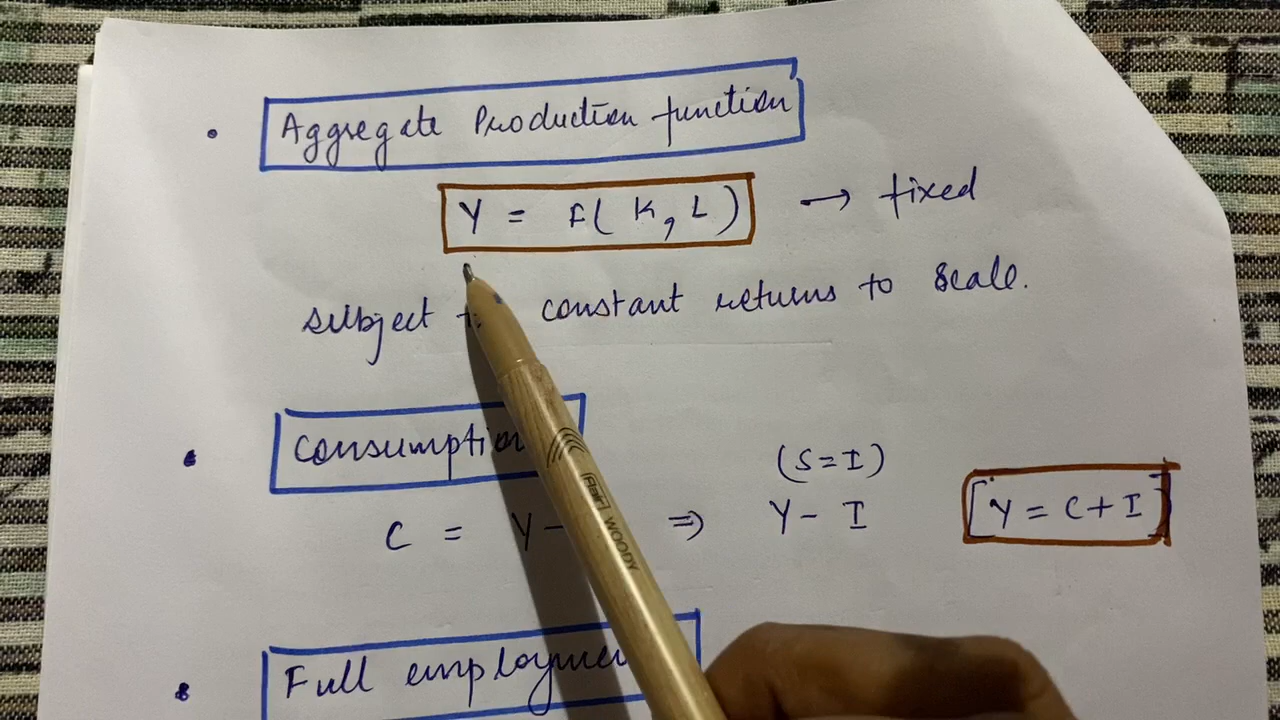 • Aggregate Production function
Y = F( K, L ) → fixed
subject constant returns to scale.
• Consumption
(S=I)
C = Y- ⇒ Y- I [Y = C+I]
• Full employmen
Flair WOODY